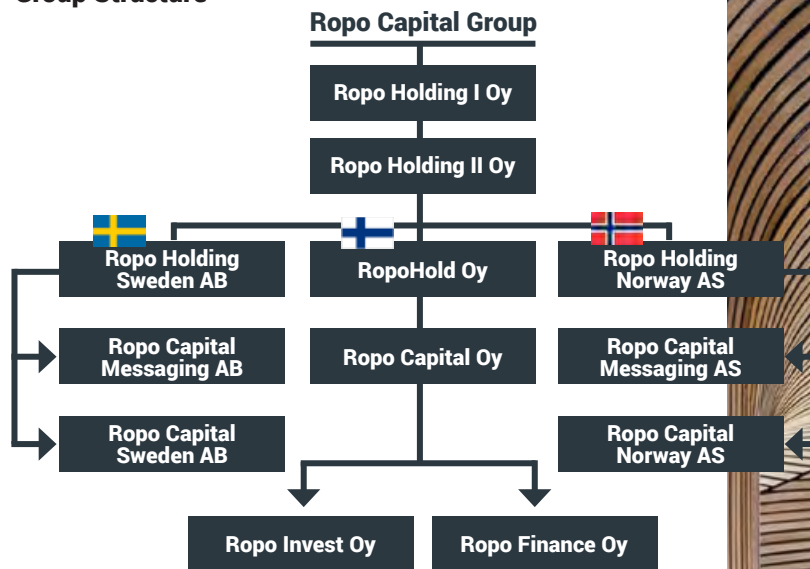 Group Structure
Ropo Capital Group
Ropo Holding I Oy
Ropo Holding II Oy
Ropo Holding
Sweden AB
RopoHold Oy
Ropo Holding
Norway AS
Ropo Capital
Messaging AB
Ropo Capital Oy
Ropo Capital
Messaging AS
Ropo Capital
Sweden AB
Ropo Capital
Norway AS
Ropo Invest Oy
Ropo Finance Oy